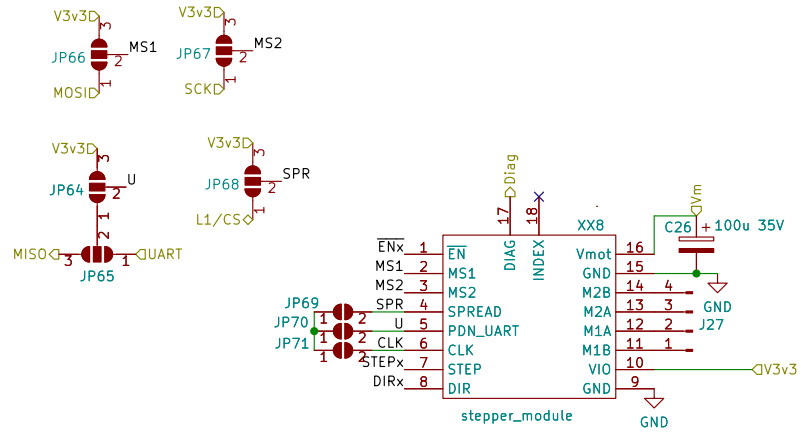 V3v3
3
JP66
2
MS1
1
MOSI
V3v3
3
JP67
2
MS2
1
SCK
V3v3
3
JP64
2
U
1
2
MISO
3
1
UART
JP65
V3v3
3
JP68
2
SPR
1
L1/CS
Diag
17
18
XX8
DIAG
INDEX
Vm
C26
+
100u 35V
ENx
1
EN
Vmot
16
MS1
2
MS1
GND
15
GND
MS2
3
MS2
M2B
14
4
JP69
1
2
SPR
4
SPREAD
M2A
13
3
J27
JP70
1
2
U
5
PDN_UART
M1A
12
2
JP71
1
2
CLK
6
CLK
M1B
11
1
STEPx
7
STEP
VIO
10
V3v3
DIRx
8
DIR
GND
9
GND
stepper_module